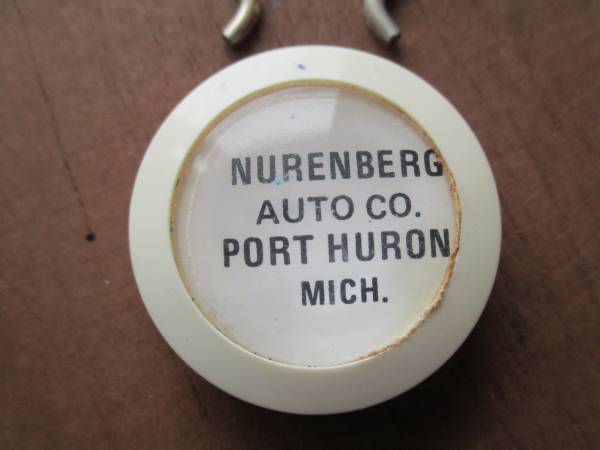 NURENBERG
AUTO CO.
PORT HURON
MICH.